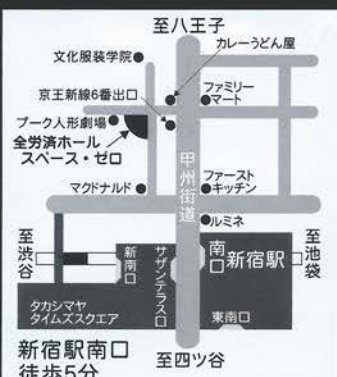 至八王子
カレーうどん屋
文化服装学院
京王新線6番出口
ファミリー
マート
プーク人形劇場
全労済ホール
スペース・ゼロ
甲州街道
マクドナルド
ファースト
キッチン
ルミネ
至渋谷
新南口
サザンテラス口
南口
新宿駅
至池袋
タカシマヤ
タイムズスクエア
東南口
新宿駅南口
徒歩5分
至四ツ谷